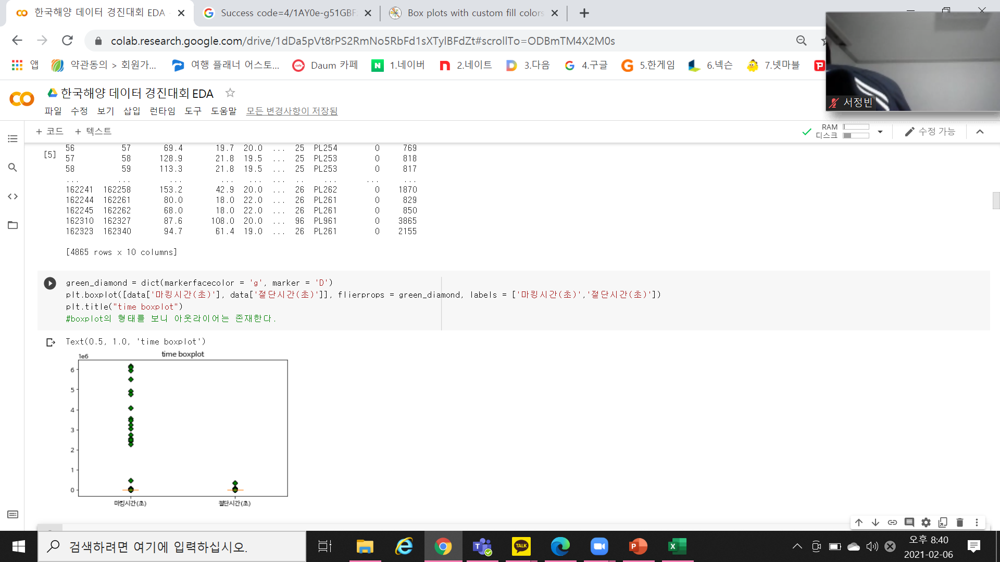 한국해양 데이터 경진대회 EDA -
Success code=4/1AY0e-g51GBF
Box plots with custom fill colors
colab.research.google.com/drive/1dDa5pVt8rPS2RmNo5RbFd1sXTylBFdZt#scrollTo=ODBmTM4X2M0s
앱 약관동의 > 회원가... 여행 플래너 어스토... Daum 카페 1.네이버 2.네이트 3.다음 4.구글 5.한게임 6.넥슨 7.넷마블
서정빈
한국해양 데이터 경진대회 EDA
파일 수정 보기 삽입 런타임 도구 도움말 모든 변경사항이 저장됨
+ 코드 + 텍스트
RAM
디스크
수정 가능
[5]
56 57 69.4 19.7 20.0 ... 25 PL254 0 769
57 58 128.9 21.8 19.5 ... 25 PL253 0 818
58 59 113.3 21.8 19.5 ... 25 PL253 0 817
... ... ... ... ... ... .. ... ... ...
162241 162258 153.2 42.9 20.0 ... 26 PL262 0 1870
162244 162261 80.0 18.0 22.0 ... 26 PL261 0 829
162245 162262 68.0 18.0 22.0 ... 26 PL261 0 850
162310 162327 87.6 108.0 20.0 ... 96 PL961 0 3865
162323 162340 94.7 61.4 19.0 ... 26 PL261 0 2155
[4865 rows x 10 columns]
green_diamond = dict(markerfacecolor = 'g', marker = 'D')
plt.boxplot([data['마킹시간(초)'], data['절단시간(초)']], flierprops = green_diamond, labels = ['마킹시간(초)','절단시간(초)'])
plt.title("time boxplot")
#boxplot의 형태를 보니 아웃라이어는 존재한다.
Text(0.5, 1.0, 'time boxplot')
time boxplot
1e6
6
5
4
3
2
1
0
마킹시간(초) 절단시간(초)
검색하려면 여기에 입력하십시오.
TALK
오후 8:40
2021-02-06